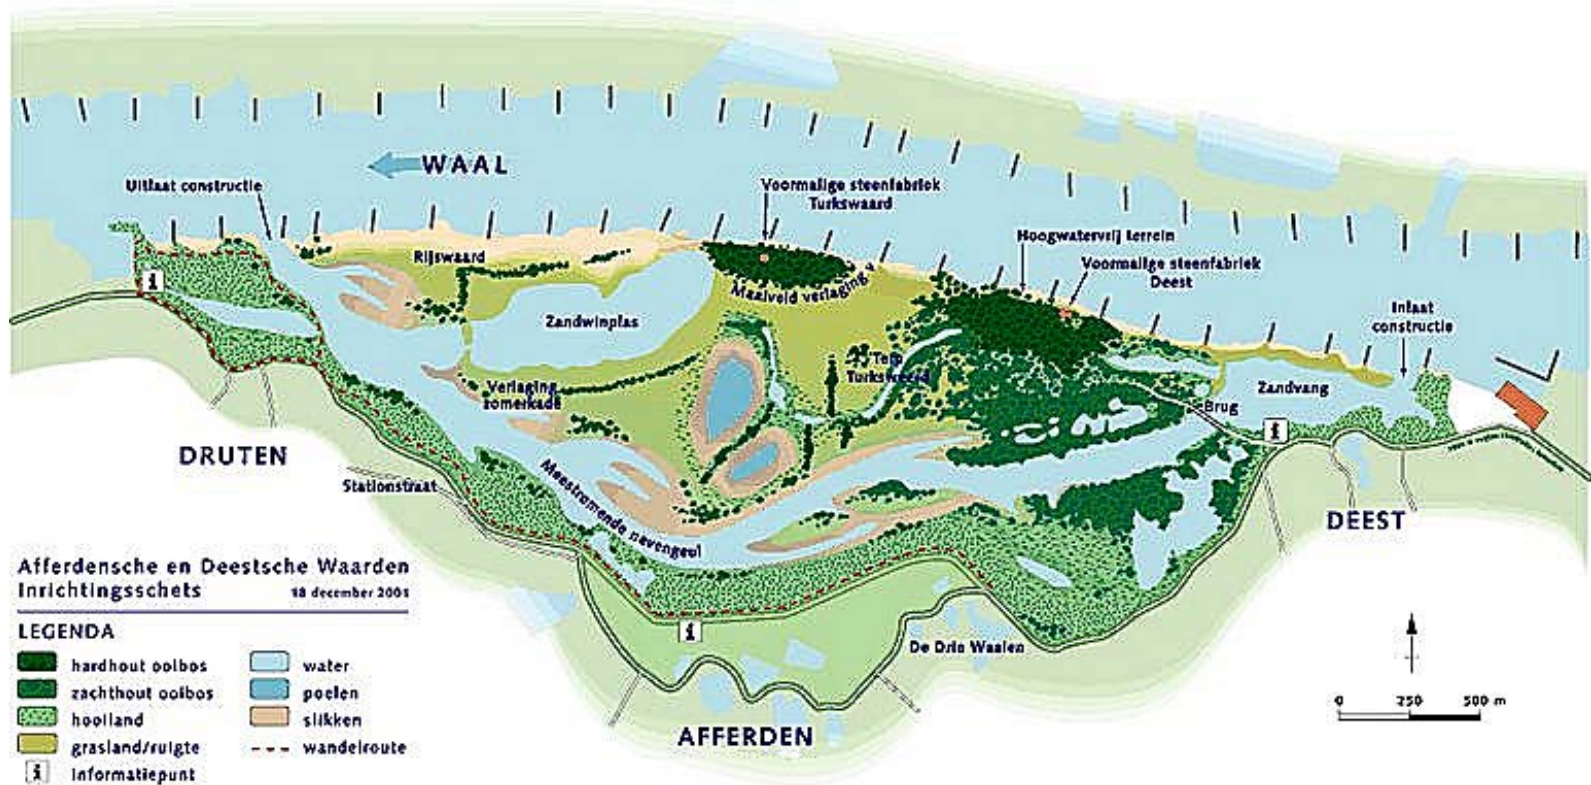 WAAL
Uitlaat constructie
Voormalige steenfabriek
Turkswaard
Hoogwatervrij terrein
Voormalige steenfabriek
Deest
Inlaat
constructie
Rijswaard
Maaiveld verlaging
Zandwinplas
Terp
Turkswaard
Zandvang
Brug
Verlaging
zomerkade
DRUTEN
Stationstraat
Meestromende nevengeul
DEEST
De Drie Waaien
AFFERDEN
Afferdensche en Deestsche Waarden
Inrichtingsschets 18 december 2001
LEGENDA
hardhout ooibos
zachthout ooibos
hooiland
grasland/ruigte
i informatiepunt
water
poelen
slikken
wandelroute
i
i
i
0 250 500 m